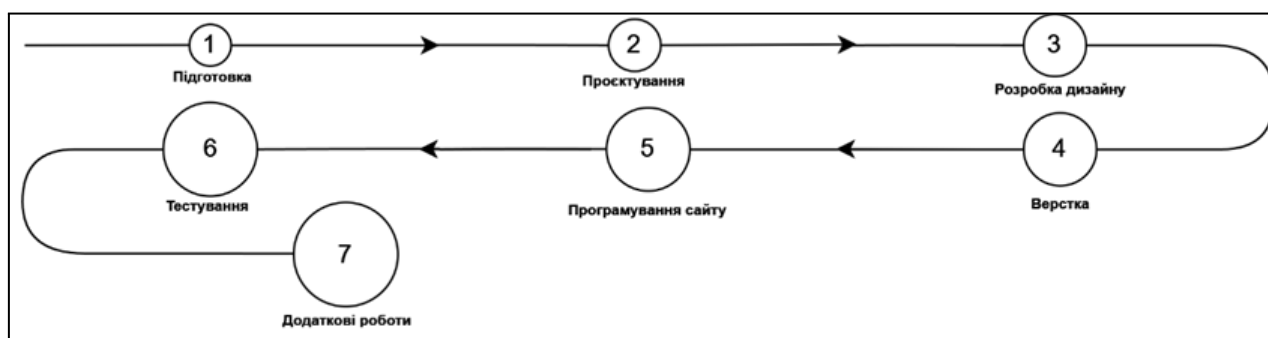 1
Підготовка
2
Проєктування
3
Розробка дизайну
4
Верстка
5
Програмування сайту
6
Тестування
7
Додаткові роботи